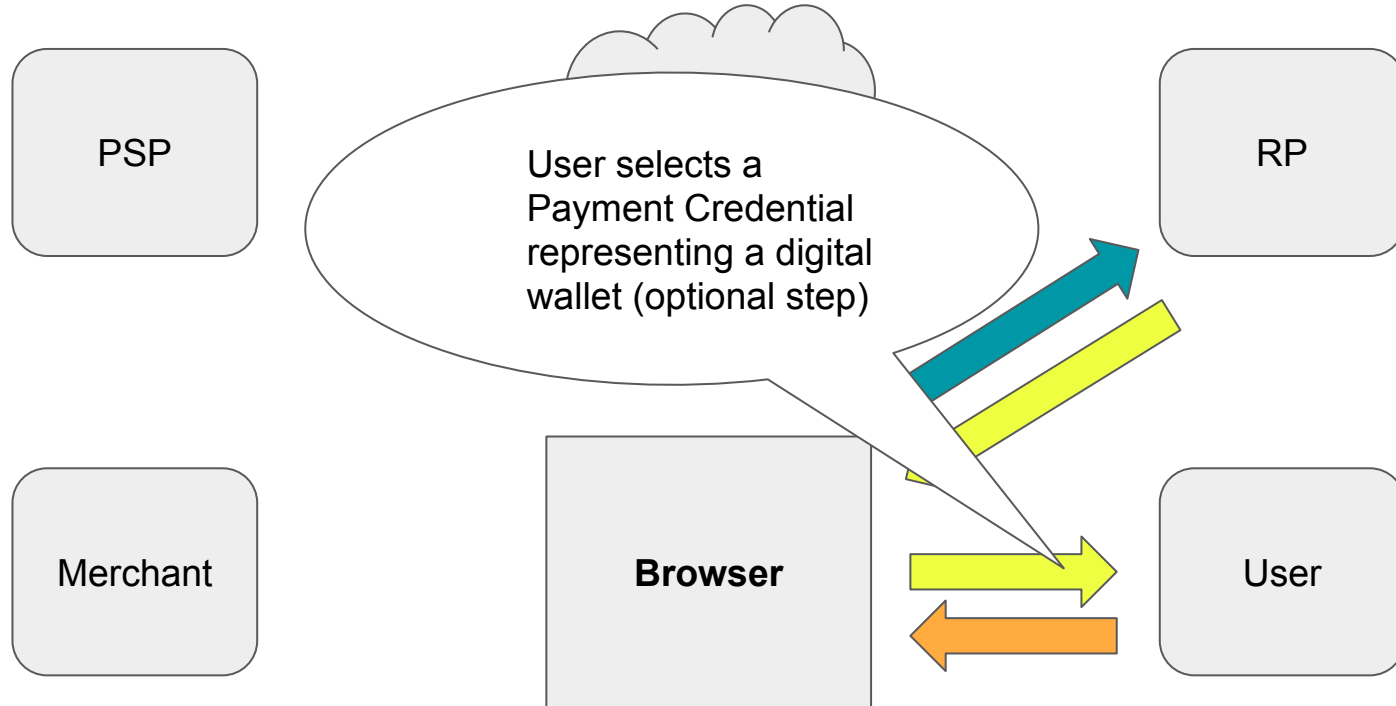 PSP
User selects a
Payment Credential
representing a digital
wallet (optional step)
RP
Merchant
Browser
User